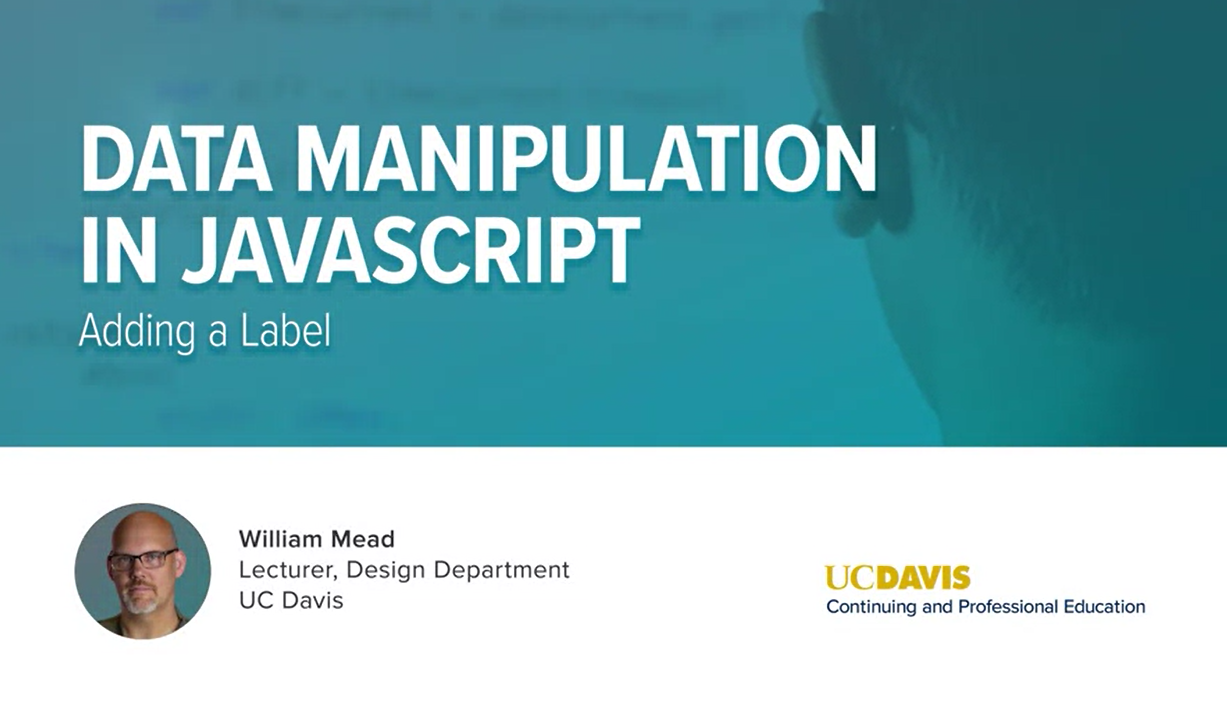 DATA MANIPULATION
IN JAVASCRIPT
Adding a Label
William Mead
Lecturer, Design Department
UC Davis
UCDAVIS
Continuing and Professional Education